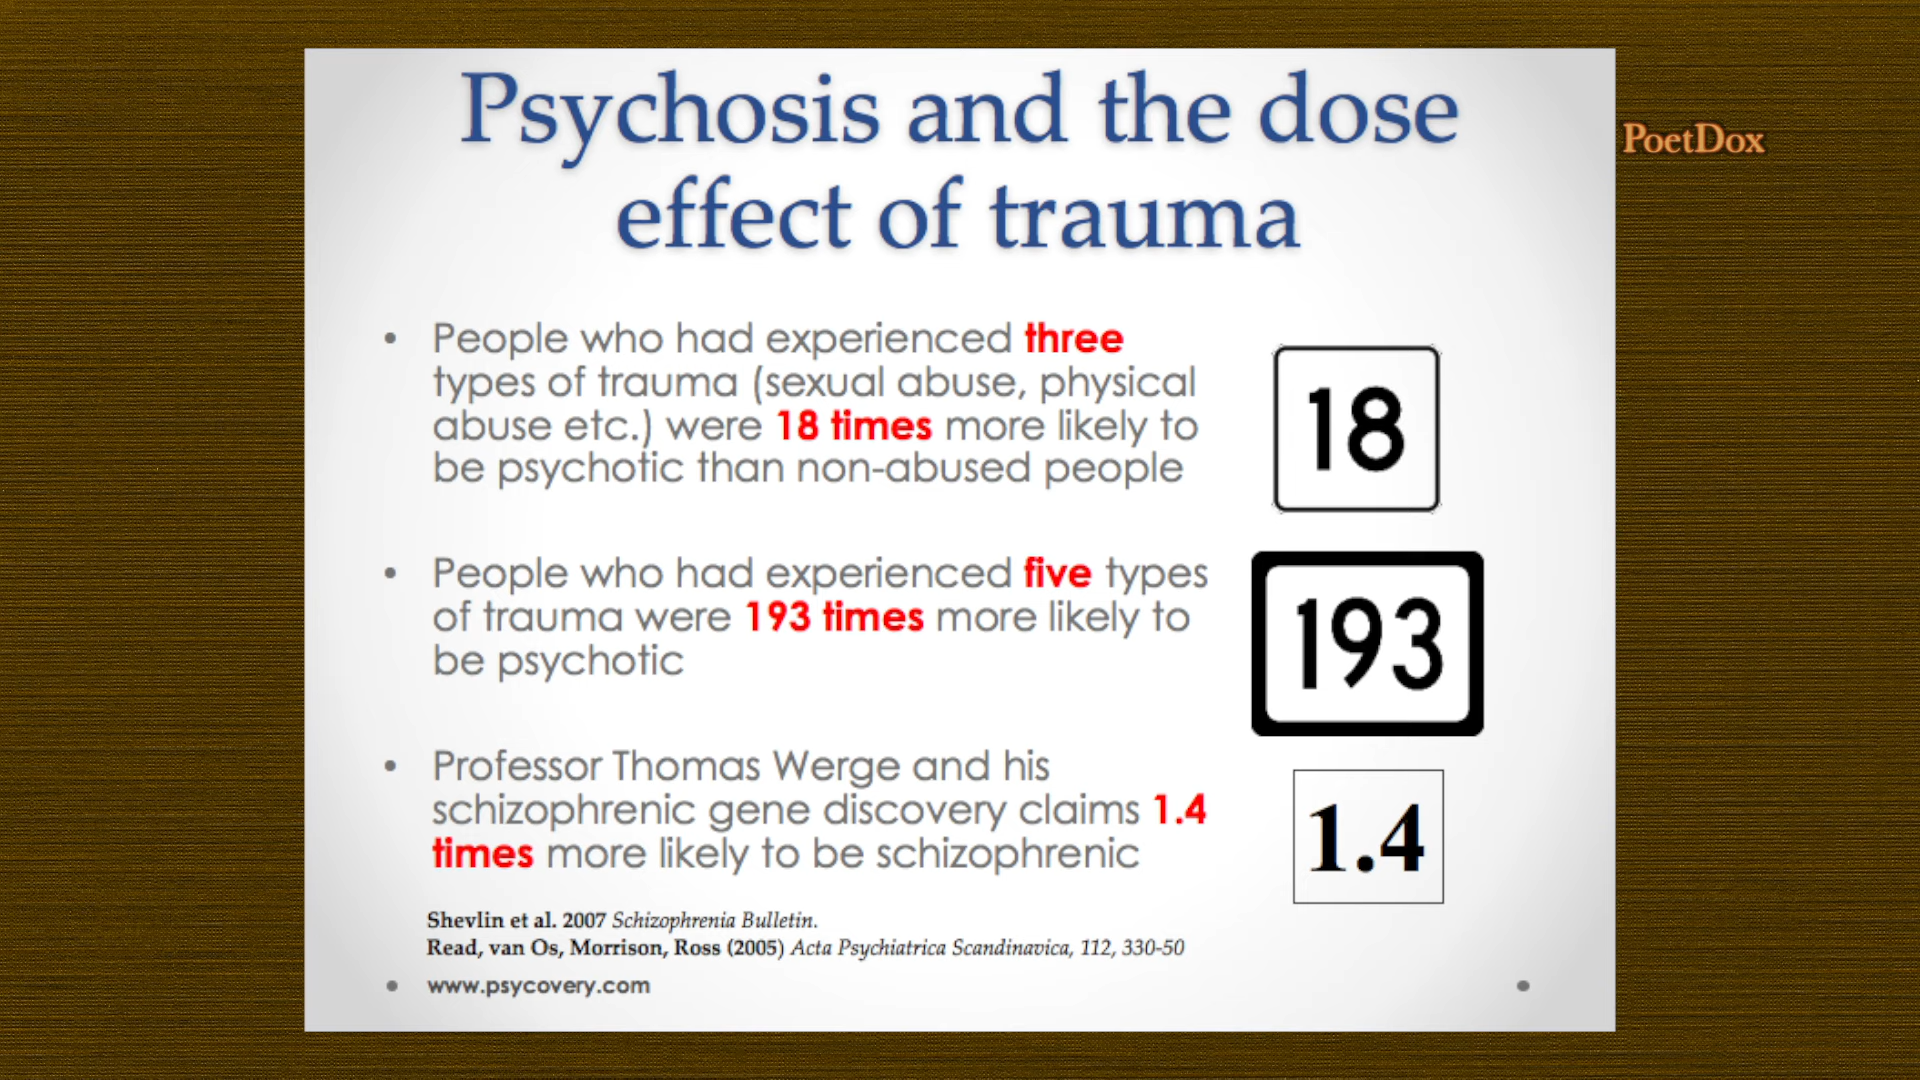 Psychosis and the dose
effect of trauma
PoetDox
• People who had experienced three
types of trauma (sexual abuse, physical
abuse etc.) were 18 times more likely to
be psychotic than non-abused people
18
• People who had experienced five types
of trauma were 193 times more likely to
be psychotic
193
• Professor Thomas Werge and his
schizophrenic gene discovery claims 1.4
times more likely to be schizophrenic
1.4
Shevlin et al. 2007 Schizophrenia Bulletin.
Read, van Os, Morrison, Ross (2005) Acta Psychiatrica Scandinavica, 112, 330-50
• www.psycovery.com